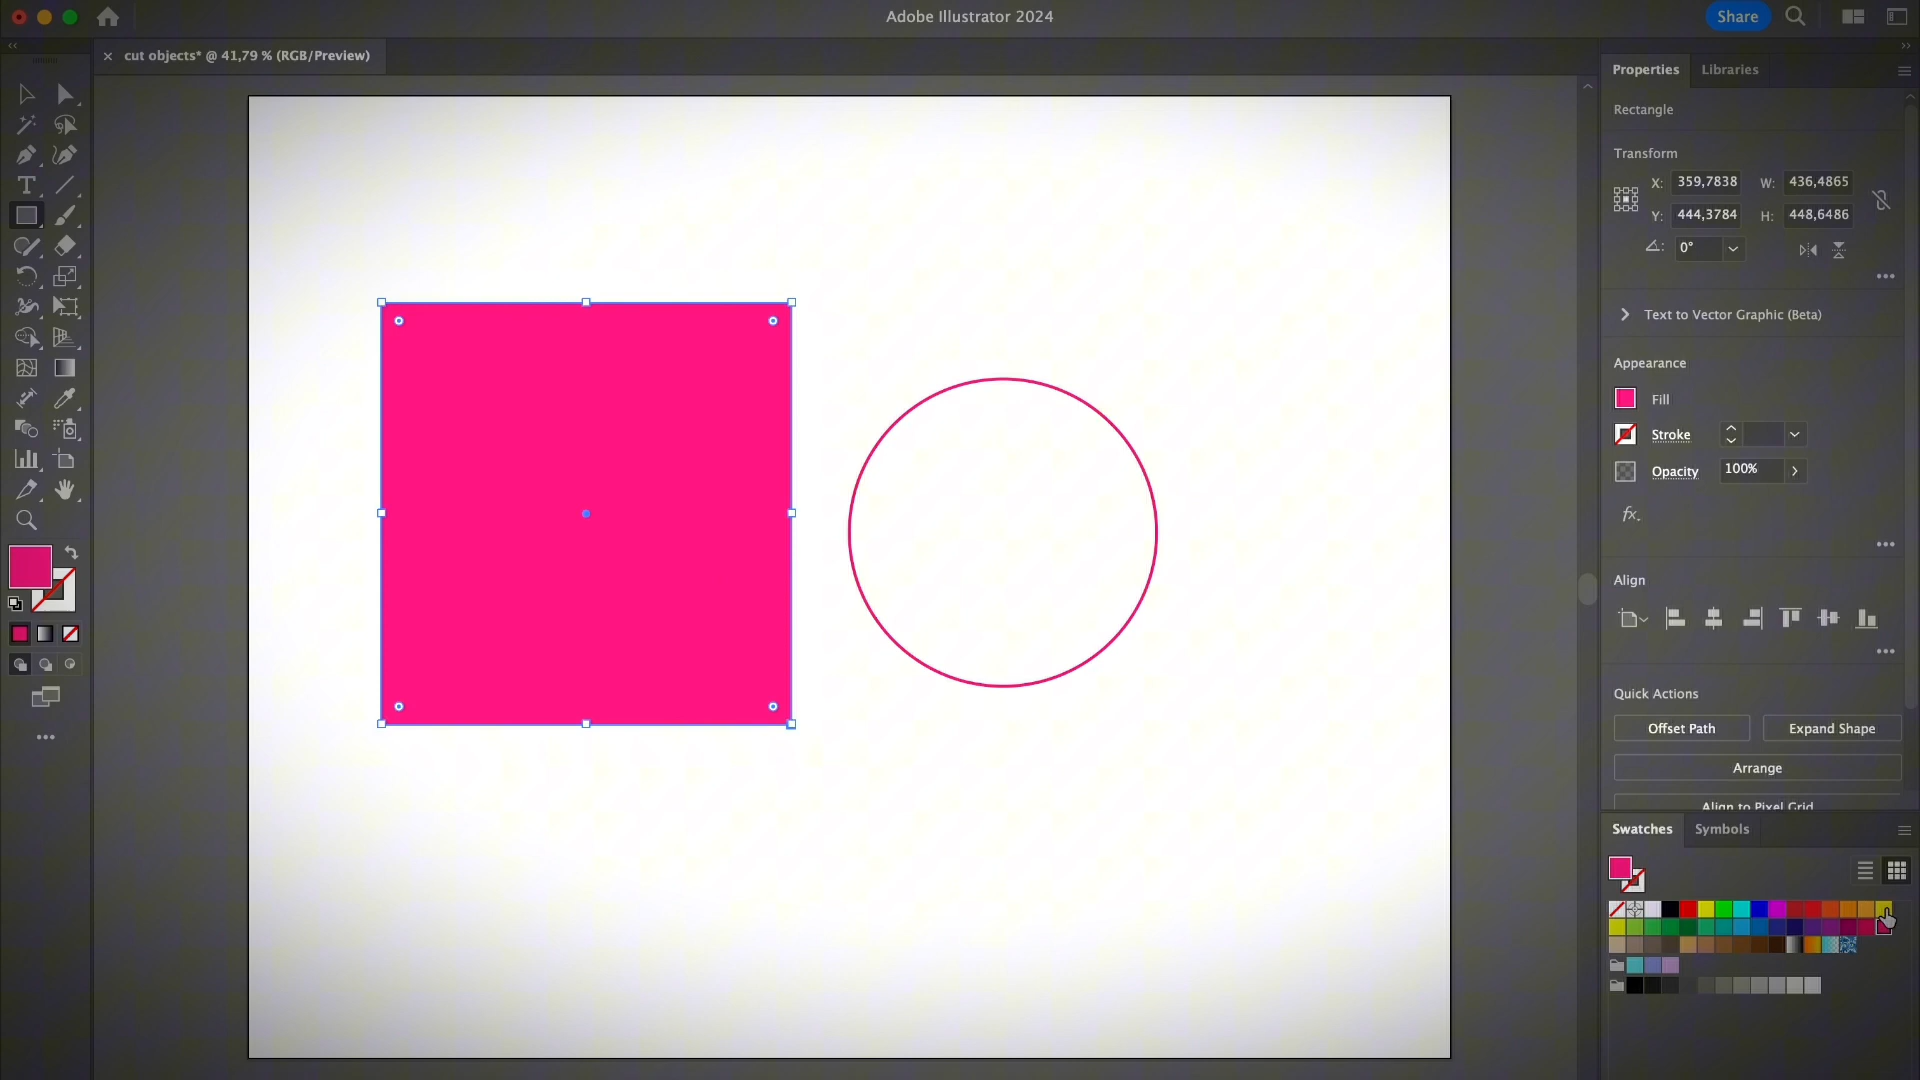 Adobe Illustrator 2024
Share
cut objects* @ 41,79 % (RGB/Preview)
Properties
Libraries
Rectangle
Transform
X: 359,7838
W: 436,4865
Y: 444,3784
H: 448,6486
0°
Text to Vector Graphic (Beta)
Appearance
Fill
Stroke
Opacity
100%
fx.
Align
Quick Actions
Offset Path
Expand Shape
Arrange
Align to Pixel Grid
Swatches
Symbols